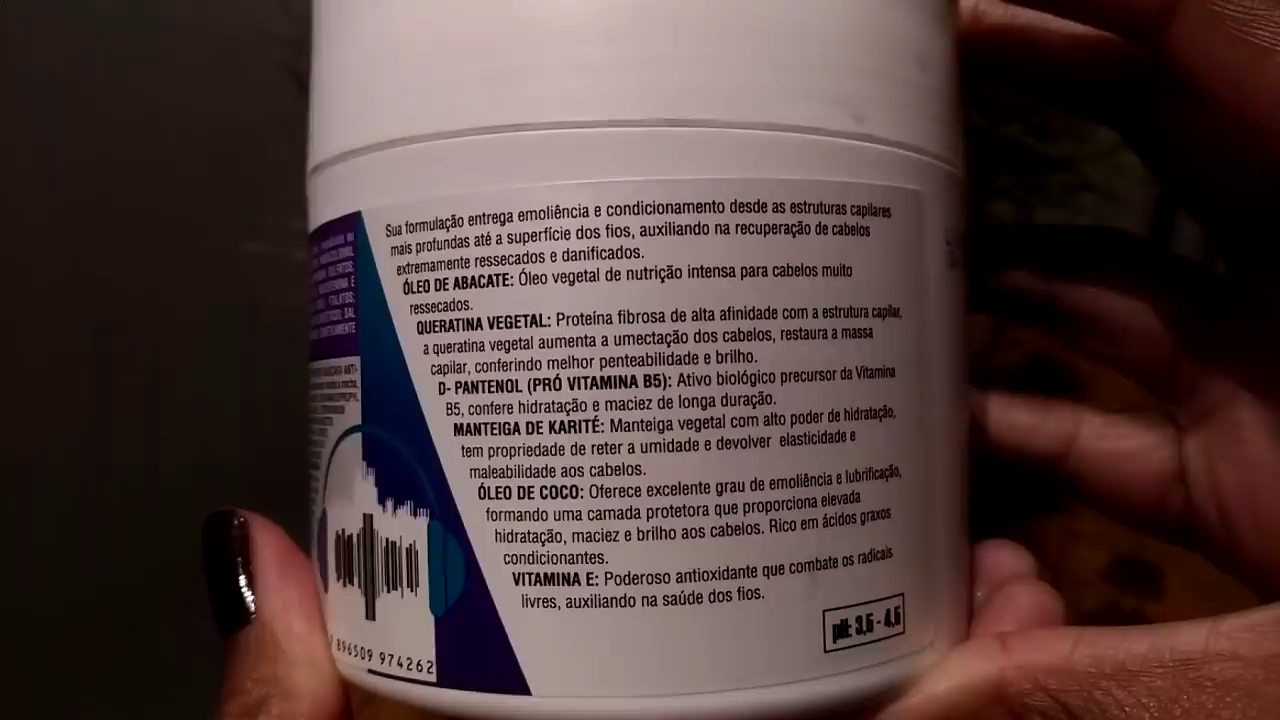 Sua formulação entrega emoliência e condicionamento desde as estruturas capilares
mais profundas até a superfície dos fios, auxiliando na recuperação de cabelos
extremamente ressecados e danificados.
ÓLEO DE ABACATE: Óleo vegetal de nutrição intensa para cabelos muito
ressecados.
QUERATINA VEGETAL: Proteína fibrosa de alta afinidade com a estrutura capilar,
a queratina vegetal aumenta a umectação dos cabelos, restaura a massa
capilar, conferindo melhor penteabilidade e brilho.
D- PANTENOL (PRÓ VITAMINA B5): Ativo biológico precursor da Vitamina
B5, confere hidratação e maciez de longa duração.
MANTEIGA DE KARITÉ: Manteiga vegetal com alto poder de hidratação,
tem propriedade de reter a umidade e devolver elasticidade e
maleabilidade aos cabelos.
ÓLEO DE COCO: Oferece excelente grau de emoliência e lubrificação,
formando uma camada protetora que proporciona elevada
hidratação, maciez e brilho aos cabelos. Rico em ácidos graxos
condicionantes.
VITAMINA E: Poderoso antioxidante que combate os radicais
livres, auxiliando na saúde dos fios.
pH: 3,5 - 4,5
896509 974262